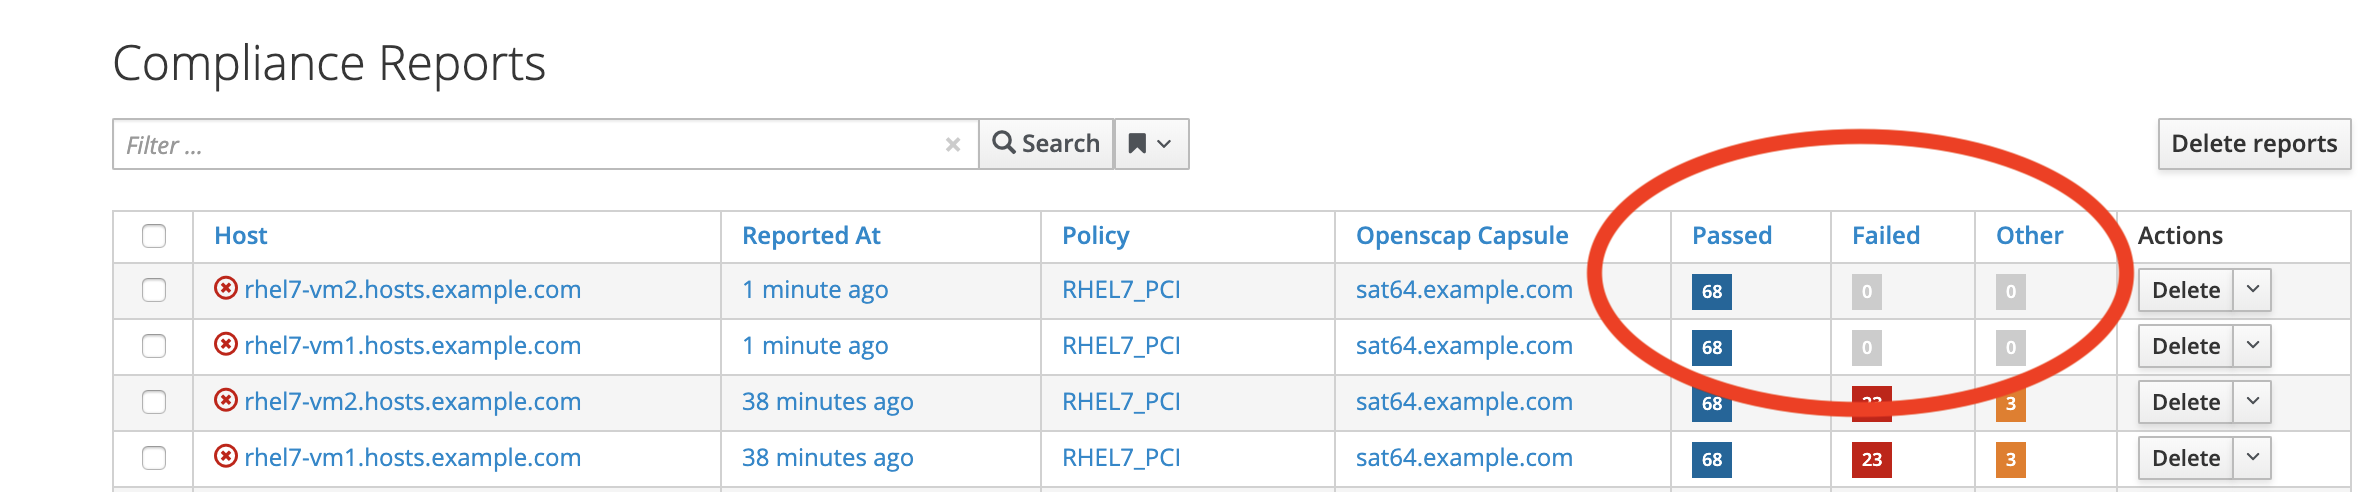 Compliance Reports
Filter ... × Search
Delete reports
Host Reported At Policy Openscap Capsule Passed Failed Other Actions
rhel7-vm2.hosts.example.com 1 minute ago RHEL7_PCI sat64.example.com 68 0 0 Delete
rhel7-vm1.hosts.example.com 1 minute ago RHEL7_PCI sat64.example.com 68 0 0 Delete
rhel7-vm2.hosts.example.com 38 minutes ago RHEL7_PCI sat64.example.com 68 3 Delete
rhel7-vm1.hosts.example.com 38 minutes ago RHEL7_PCI sat64.example.com 68 23 3 Delete